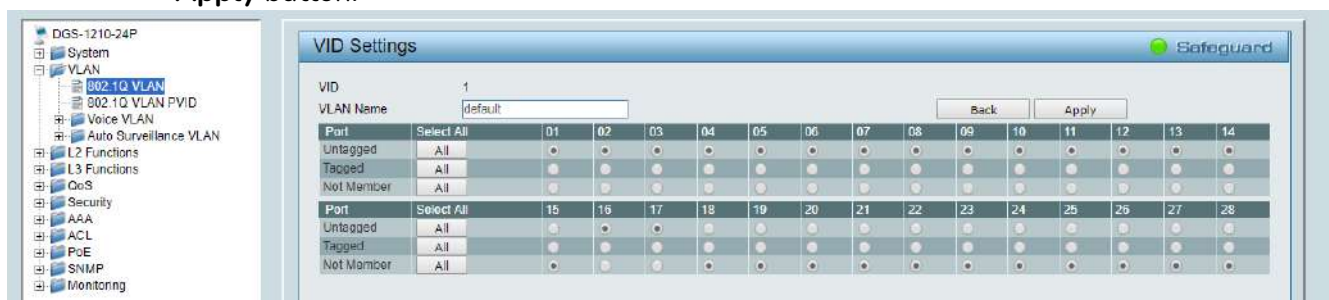 Apply button.
DGS-1210-24P
System
VLAN
802.1Q VLAN
802.1Q VLAN PVID
Voice VLAN
Auto Surveillance VLAN
L2 Functions
L3 Functions
QoS
Security
AAA
ACL
PoE
SNMP
Monitoring
VID Settings
Safeguard
VID 1
VLAN Name default Back Apply
Port Select All 01 02 03 04 05 06 07 08 09 10 11 12 13 14
Untagged All
Tagged All
Not Member All
Port Select All 15 16 17 18 19 20 21 22 23 24 25 26 27 28
Untagged All
Tagged All
Not Member All